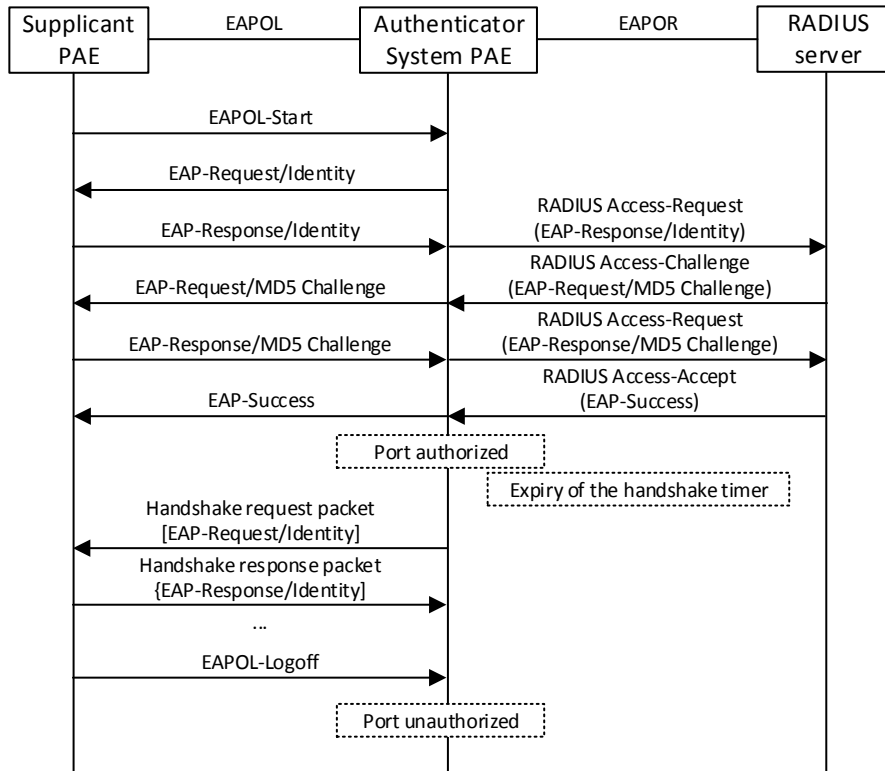 Supplicant
PAE
EAPOL
Authenticator
System PAE
EAPOR
RADIUS
server
EAPOL-Start
EAP-Request/Identity
EAP-Response/Identity
RADIUS Access-Request
(EAP-Response/Identity)
EAP-Request/MD5 Challenge
RADIUS Access-Challenge
(EAP-Request/MD5 Challenge)
EAP-Response/MD5 Challenge
RADIUS Access-Request
(EAP-Response/MD5 Challenge)
EAP-Success
RADIUS Access-Accept
(EAP-Success)
Port authorized
Expiry of the handshake timer
Handshake request packet
[EAP-Request/Identity]
Handshake response packet
{EAP-Response/Identity]
...
EAPOL-Logoff
Port unauthorized